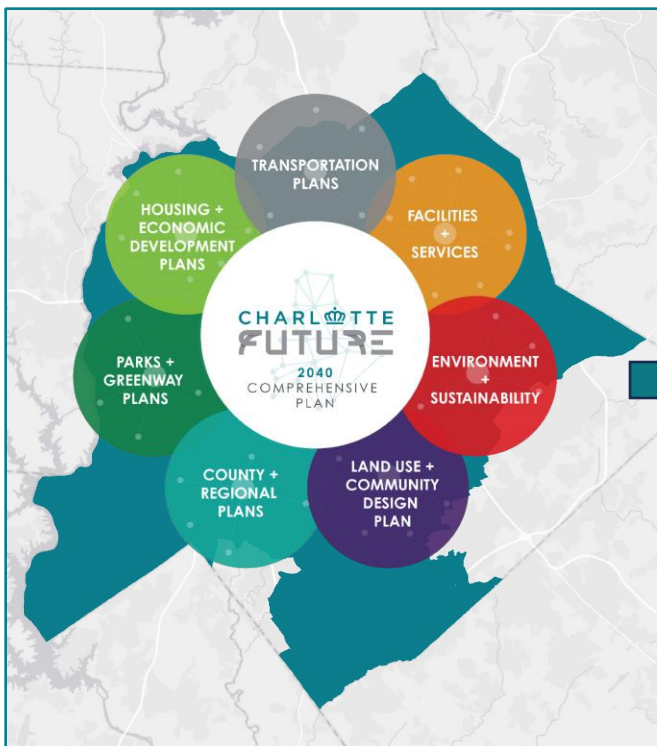 TRANSPORTATION
PLANS
HOUSING +
ECONOMIC
DEVELOPMENT
PLANS
FACILITIES
+
SERVICES
CHARLOTTE
FUTURE
2040
COMPREHENSIVE
PLAN
PARKS +
GREENWAY
PLANS
ENVIRONMENT
+
SUSTAINABILITY
COUNTY +
REGIONAL
PLANS
LAND USE +
COMMUNITY
DESIGN
PLAN